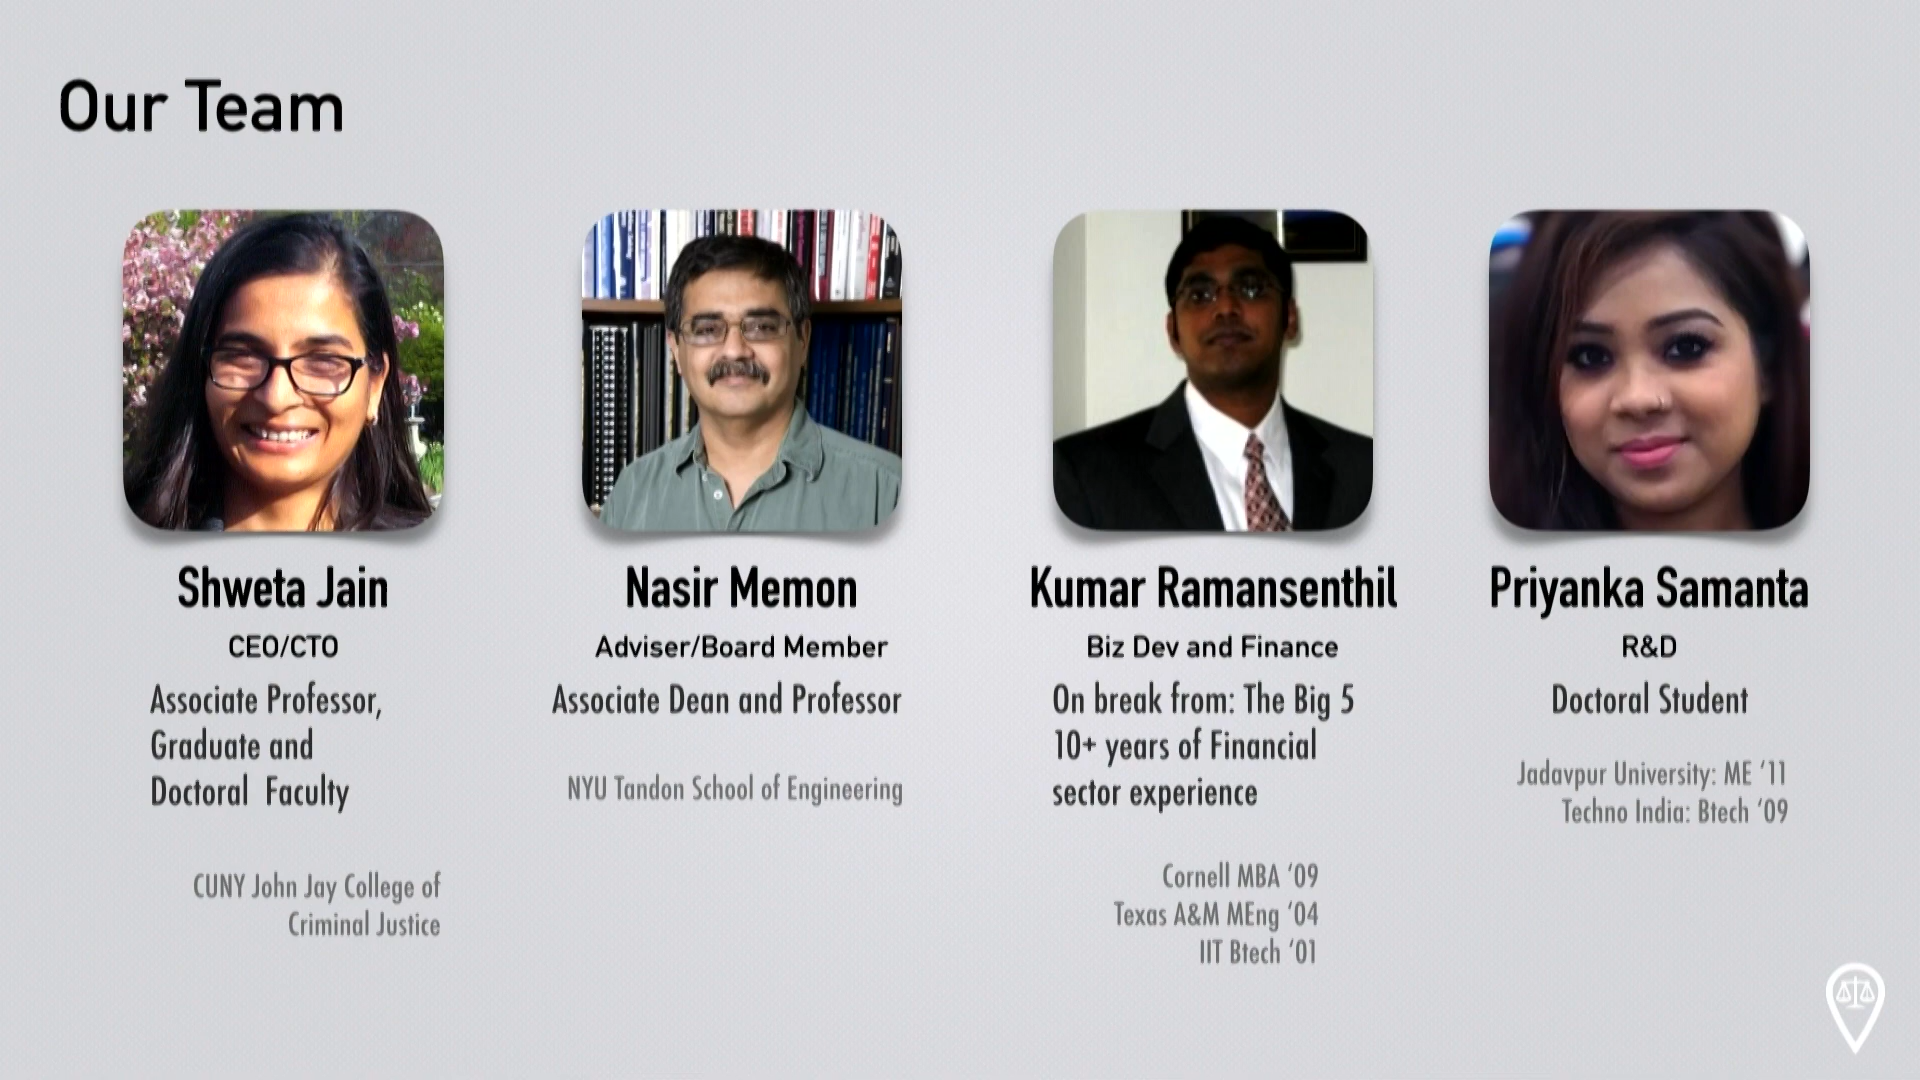 Our Team
Shweta Jain
CEO/CTO
Associate Professor,
Graduate and
Doctoral Faculty
CUNY John Jay College of
Criminal Justice
Nasir Memon
Adviser/Board Member
Associate Dean and Professor
NYU Tandon School of Engineering
Kumar Ramansenthil
Biz Dev and Finance
On break from: The Big 5
10+ years of Financial
sector experience
Cornell MBA ‘09
Texas A&M MEng ‘04
IIT Btech ‘01
Priyanka Samanta
R&D
Doctoral Student
Jadavpur University: ME ‘11
Techno India: Btech ‘09